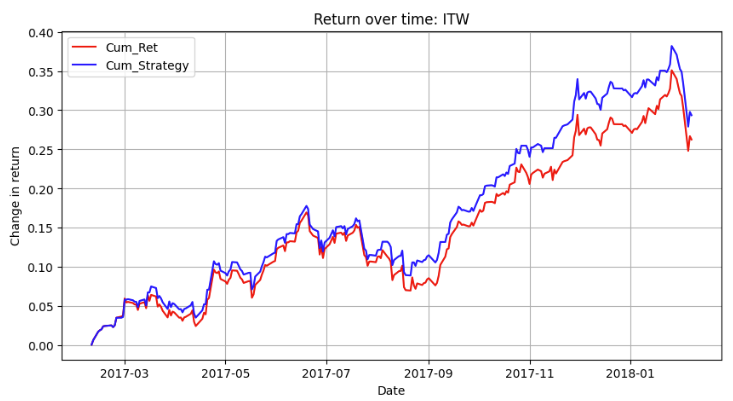 Return over time: ITW
Cum_Ret
Cum_Strategy
Change in return
0.40
0.35
0.30
0.25
0.20
0.15
0.10
0.05
0.00
2017-03 2017-05 2017-07 2017-09 2017-11 2018-01
Date